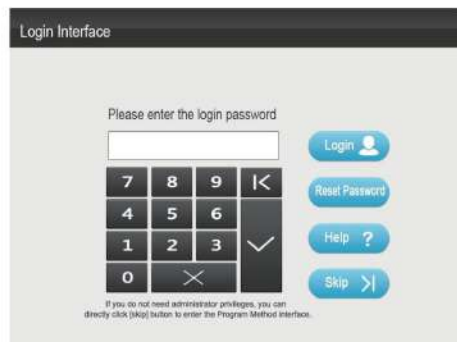 Login Interface
Please enter the login password
Login
7 8 9
Reset Password
4 5 6
1 2 3
Help ?
0
Skip
If you do not need administrator privileges, you can
directly click [skip] button to enter the Program Method interface.